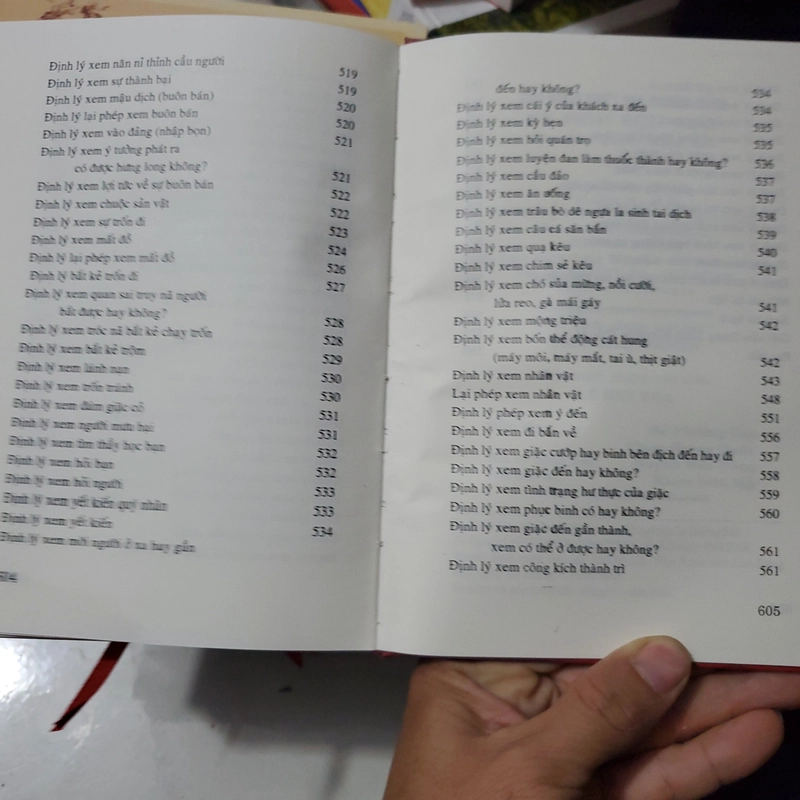 Định lý xem năn nỉ thỉnh cầu người 519
Định lý xem sự thành bại 519
Định lý xem mậu dịch (buôn bán) 520
Định lý lại phép xem buôn bán 520
Định lý xem vào đảng (nhập bọn) 521
Định lý xem ý tưởng phát ra
có được hưng long không? 521
Định lý xem lợi tức về sự buôn bán 522
Định lý xem chuộc sản vật 522
Định lý xem sự trốn đi 523
Định lý xem mất đồ 524
Định lý lại phép xem mất đồ 526
Định lý bắt kẻ trốn đi 527
Định lý xem quan sai truy nã người
bắt được hay không? 528
Định lý xem tróc nã bắt kẻ chạy trốn 528
Định lý xem bắt kẻ trộm 529
Định lý xem lánh nạn 530
Định lý xem trốn tránh 530
Định lý xem đám giặc cỏ 531
Định lý xem người mưu hại 531
Định lý xem tìm thầy học bạn 532
Định lý xem hỏi bạn 532
Định lý xem hỏi người 533
Định lý xem yết kiến quý nhân 533
Định lý xem yết kiến 534
Định lý xem mời người ở xa hay gần
đến hay không? 534
Định lý xem cái ý của khách xa đến 534
Định lý xem kỳ hẹn 535
Định lý xem hỏi quán trọ 535
Định lý xem luyện đan làm thuốc thành hay không? 536
Định lý xem cầu đảo 537
Định lý xem ăn uống 537
Định lý xem trâu bò dê ngựa la sinh tai dịch 538
Định lý xem câu cá săn bắn 539
Định lý xem quạ kêu 540
Định lý xem chim sẻ kêu 541
Định lý xem chó sủa mừng, nồi cười,
lửa reo, gà mái gáy 541
Định lý xem mộng triệu 542
Định lý xem bốn thể động cát hung
(máy môi, máy mắt, tai ù, thịt giật) 542
Định lý xem nhân vật 543
Lại phép xem nhân vật 548
Định lý phép xem ý đến 551
Định lý xem đi bắn về 556
Định lý xem giặc cướp hay binh bên địch đến hay đi 557
Định lý xem giặc đến hay không? 558
Định lý xem tình trạng hư thực của giặc 559
Định lý xem phục binh có hay không? 560
Định lý xem giặc đến gần thành,
xem có thể ở được hay không? 561
Định lý xem công kích thành trì 561
605